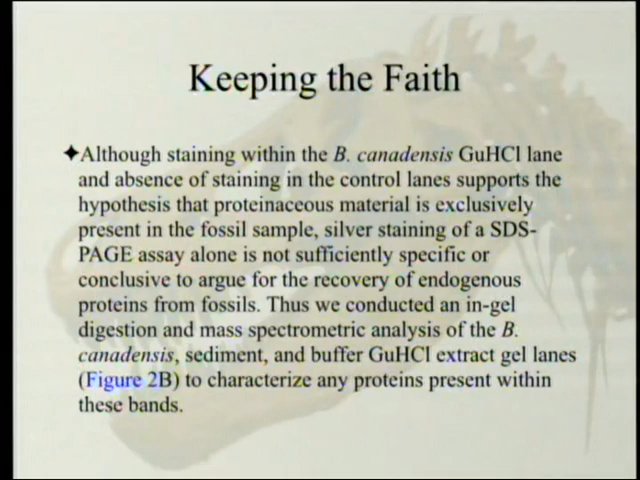 Keeping the Faith
✦Although staining within the B. canadensis GuHCl lane
and absence of staining in the control lanes supports the
hypothesis that proteinaceous material is exclusively
present in the fossil sample, silver staining of a SDS-
PAGE assay alone is not sufficiently specific or
conclusive to argue for the recovery of endogenous
proteins from fossils. Thus we conducted an in-gel
digestion and mass spectrometric analysis of the B.
canadensis, sediment, and buffer GuHCl extract gel lanes
(Figure 2B) to characterize any proteins present within
these bands.